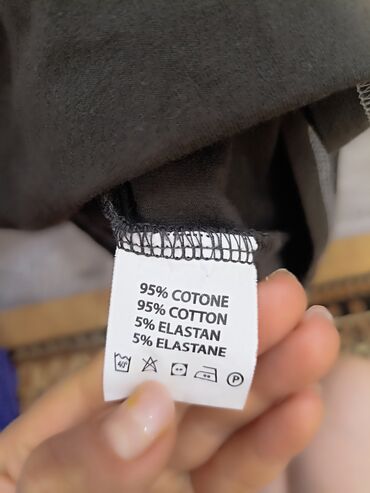 95% COTONE
95% COTTON
5% ELASTAN
5% ELASTANE
P